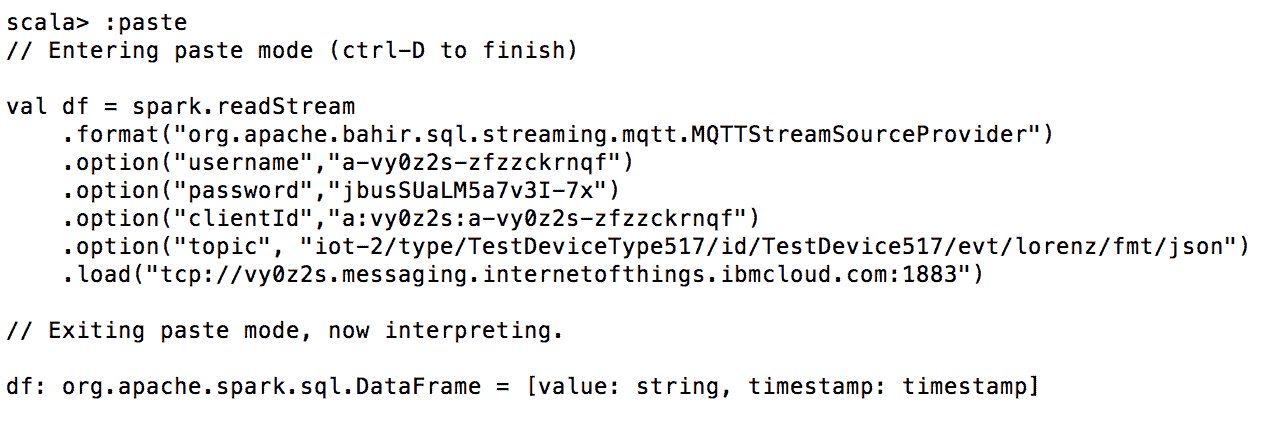 scala> :paste
// Entering paste mode (ctrl-D to finish)
val df = spark.readStream
.format("org.apache.bahir.sql.streaming.mqtt.MQTTStreamSourceProvider")
.option("username","a-vy0z2s-zfzzckrnqf")
.option("password","jbusSUaLM5a7v3I-7x")
.option("clientId","a:vy0z2s:a-vy0z2s-zfzzckrnqf")
.option("topic", "iot-2/type/TestDeviceType517/id/TestDevice517/evt/lorenz/fmt/json")
.load("tcp://vy0z2s.messaging.internetofthings.ibmcloud.com:1883")
// Exiting paste mode, now interpreting.
df: org.apache.spark.sql.DataFrame = [value: string, timestamp: timestamp]